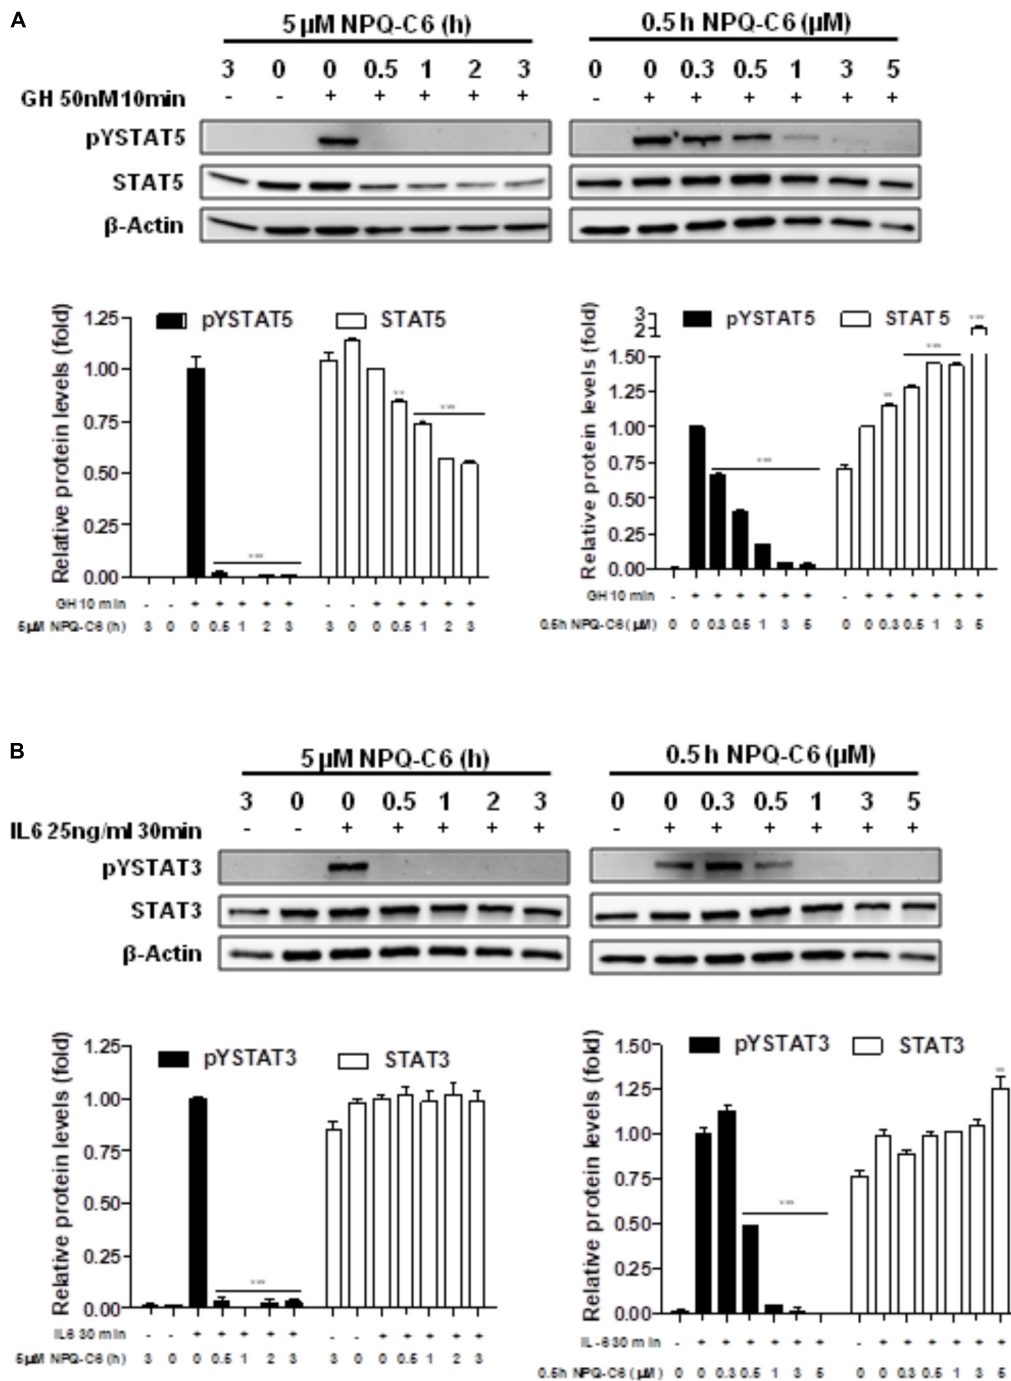 A
5 µM NPQ-C6 (h)
0.5 h NPQ-C6 (µM)
3 0 0 0.5 1 2 3
0 0 0.3 0.5 1 3 5
GH 50nM10min - - + + + + +
- + + + + + +
pYSTAT5
STAT5
β-Actin
Relative protein levels (fold)
1.25
1.00
0.75
0.50
0.25
0.00
pYSTAT5 STAT5
** 
GH 10 min - - + + + + + - - + + + + +
5µM NPQ-C6 (h) 3 0 0 0.5 1 2 3 3 0 0 0.5 1 2 3
Relative protein levels (fold)
3
2
1
1.50
1.25
1.00
0.75
0.50
0.25
0.00
pYSTAT5 STAT5
**
GH 10 min - + + + + + + - + + + + + +
0.5h NPQ-C6 (µM) 0 0 0.3 0.5 1 3 5 0 0 0.3 0.5 1 3 5
B
5 µM NPQ-C6 (h)
0.5 h NPQ-C6 (µM)
3 0 0 0.5 1 2 3
0 0 0.3 0.5 1 3 5
IL6 25ng/ml 30min - - + + + + +
- + + + + + +
pYSTAT3
STAT3
β-Actin
Relative protein levels (fold)
1.25
1.00
0.75
0.50
0.25
0.00
pYSTAT3 STAT3
IL6 30 min - - + + + + + - - + + + + +
5µM NPQ-C6 (h) 3 0 0 0.5 1 2 3 3 0 0 0.5 1 2 3
Relative protein levels (fold)
1.50
1.25
1.00
0.75
0.50
0.25
0.00
pYSTAT3 STAT3
**
IL-6 30 min - + + + + + + - + + + + + +
0.5h NPQ-C6 (µM) 0 0 0.3 0.5 1 3 5 0 0 0.3 0.5 1 3 5